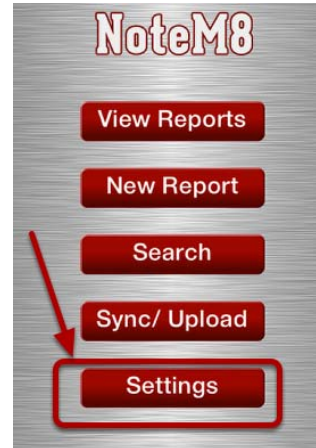 NoteM8
View Reports
New Report
Search
Sync/ Upload
Settings